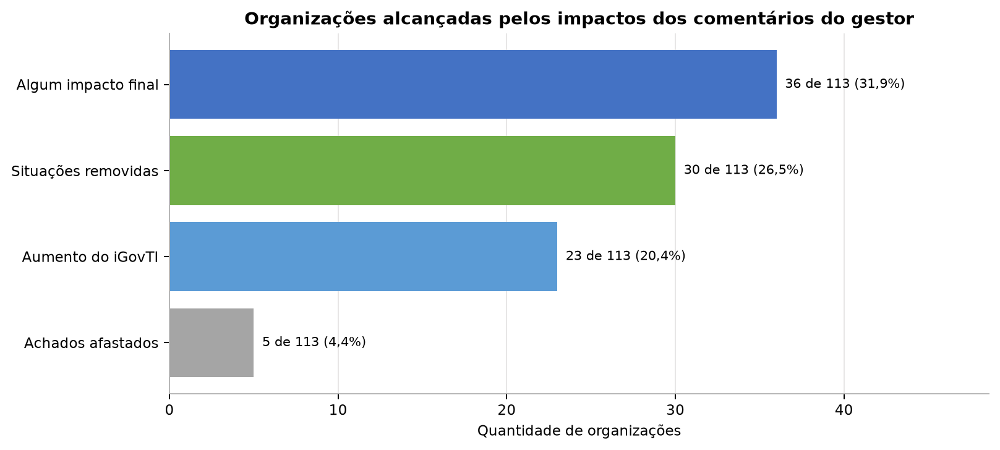 Organizações alcançadas pelos impactos dos comentários do gestor
Algum impacto final
36 de 113 (31,9%)
Situações removidas
30 de 113 (26,5%)
Aumento do iGovTI
23 de 113 (20,4%)
Achados afastados
5 de 113 (4,4%)
0 10 20 30 40
Quantidade de organizações